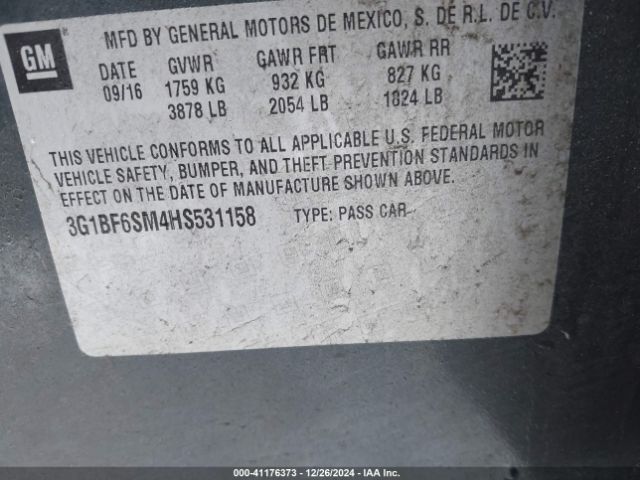 GM
MFD BY GENERAL MOTORS DE MEXICO, S. DE R.L. DE C.V.
DATE GVWR GAWR FRT GAWR RR
09/16 1759 KG 932 KG 827 KG
3878 LB 2054 LB 1824 LB
THIS VEHICLE CONFORMS TO ALL APPLICABLE U.S. FEDERAL MOTOR
VEHICLE SAFETY, BUMPER, AND THEFT PREVENTION STANDARDS IN
EFFECT ON THE DATE OF MANUFACTURE SHOWN ABOVE.
3G1BF6SM4HS531158 TYPE: PASS CAR
000-41176373 - 12/26/2024 - IAA Inc.